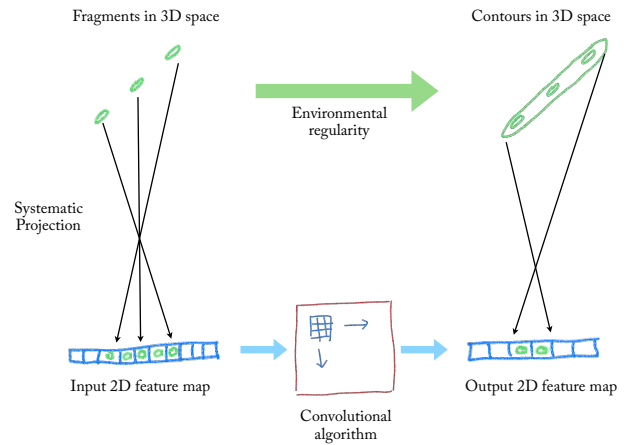 Fragments in 3D space
Contours in 3D space
Environmental
regularity
Systematic
Projection
Input 2D feature map
Output 2D feature map
Convolutional
algorithm